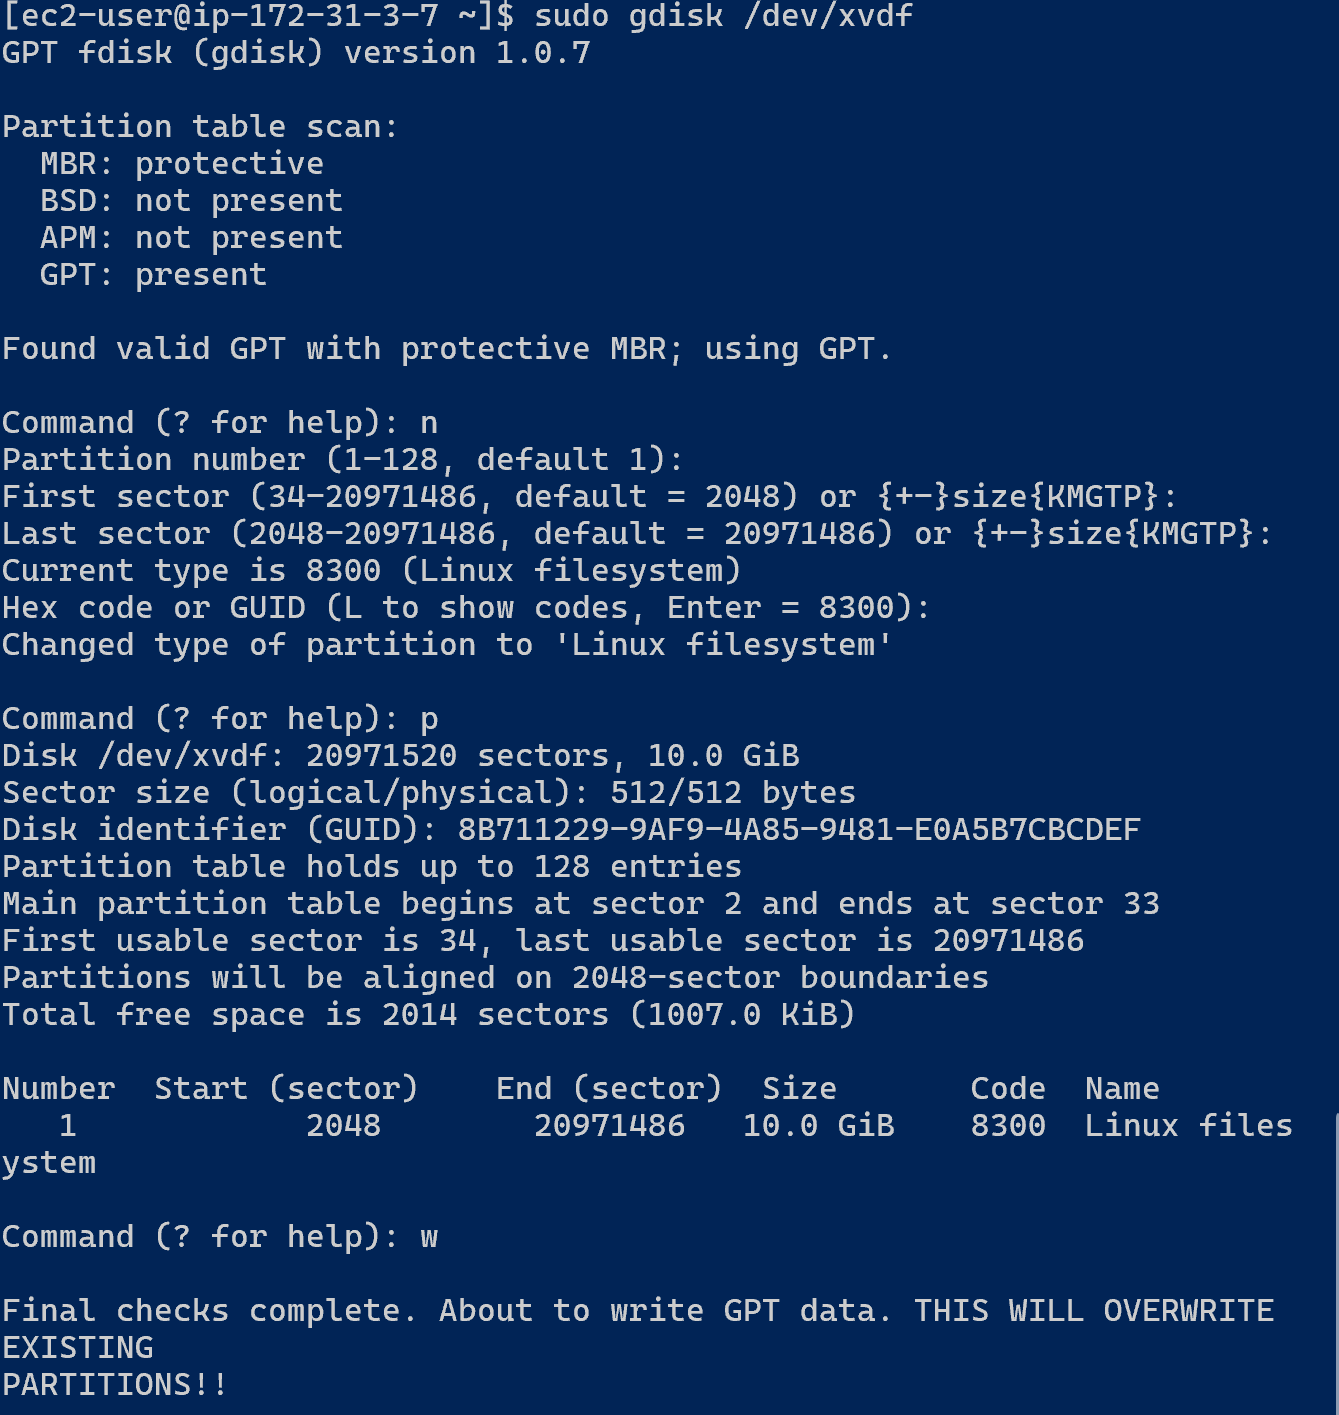 [ec2-user@ip-172-31-3-7 ~]$ sudo gdisk /dev/xvdf
GPT fdisk (gdisk) version 1.0.7

Partition table scan:
  MBR: protective
  BSD: not present
  APM: not present
  GPT: present

Found valid GPT with protective MBR; using GPT.

Command (? for help): n
Partition number (1-128, default 1):
First sector (34-20971486, default = 2048) or {+-}size{KMGTP}:
Last sector (2048-20971486, default = 20971486) or {+-}size{KMGTP}:
Current type is 8300 (Linux filesystem)
Hex code or GUID (L to show codes, Enter = 8300):
Changed type of partition to 'Linux filesystem'

Command (? for help): p
Disk /dev/xvdf: 20971520 sectors, 10.0 GiB
Sector size (logical/physical): 512/512 bytes
Disk identifier (GUID): 8B711229-9AF9-4A85-9481-E0A5B7CBCDEF
Partition table holds up to 128 entries
Main partition table begins at sector 2 and ends at sector 33
First usable sector is 34, last usable sector is 20971486
Partitions will be aligned on 2048-sector boundaries
Total free space is 2014 sectors (1007.0 KiB)

Number  Start (sector)    End (sector)  Size       Code  Name
   1            2048        20971486   10.0 GiB    8300  Linux files
ystem

Command (? for help): w

Final checks complete. About to write GPT data. THIS WILL OVERWRITE
EXISTING
PARTITIONS!!